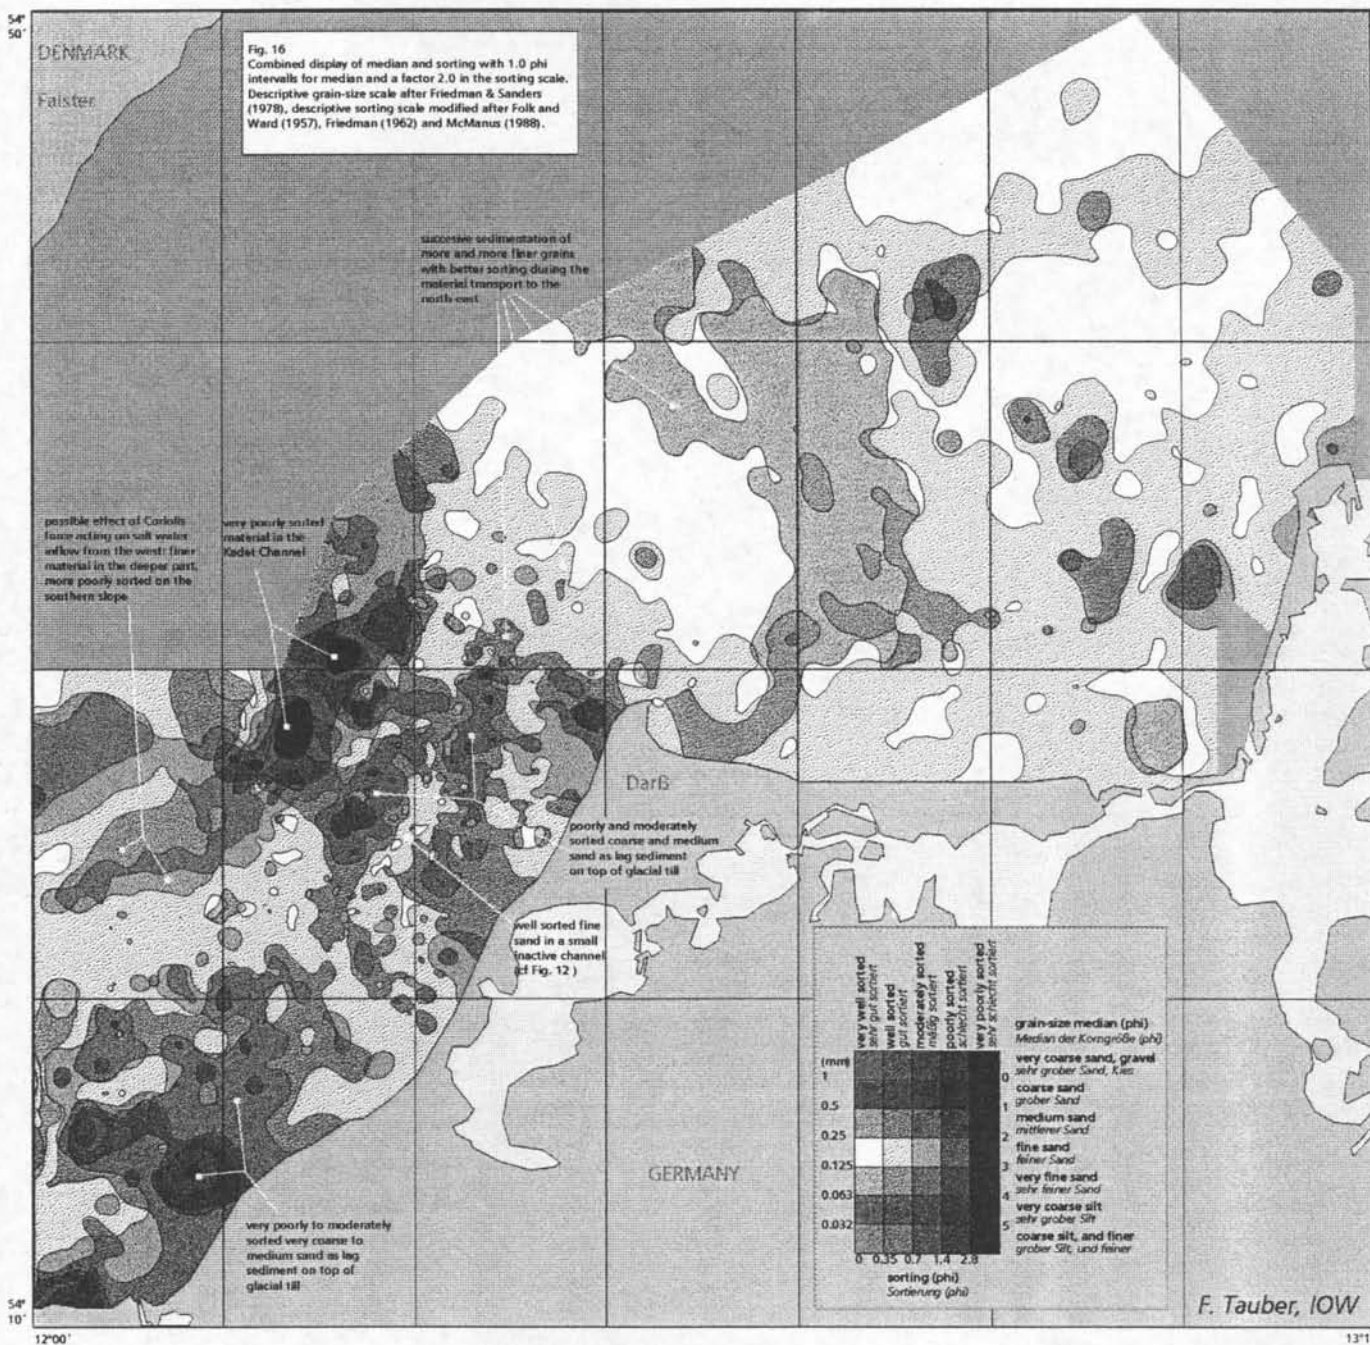 54°
50´
DENMARK
Falster
Fig. 16
Combined display of median and sorting with 1.0 phi
intervalls for median and a factor 2.0 in the sorting scale.
Descriptive grain-size scale after Friedman & Sanders
(1978), descriptive sorting scale modified after Folk and
Ward (1957), Friedman (1962) and McManus (1988).
succesive sedimentation of
more and more finer grains
with better sorting during the
material transport to the
north-east
possible effect of Coriolis
force acting on salt water
inflow from the west: finer
material in the deeper part,
more poorly sorted on the
southern slope
very poorly sorted
material in the
Kadet Channel
Darß
poorly and moderately
sorted coarse and medium
sand as lag sediment
on top of glacial till
well sorted fine
sand in a small
inactive channel
(cf Fig. 12 )
GERMANY
very poorly to moderately
sorted very coarse to
medium sand as lag
sediment on top of
glacial till
very well sorted
sehr gut sortiert
well sorted
gut sortiert
moderately sorted
mäßig sortiert
poorly sorted
schlecht sortiert
very poorly sorted
sehr schlecht sortiert
grain-size median (phi)
Median der Korngröße (phi)
(mm)
1
0.5
0.25
0.125
0.063
0.032
0
1
2
3
4
5
very coarse sand, gravel
sehr grober Sand, Kies
coarse sand
grober Sand
medium sand
mittlerer Sand
fine sand
feiner Sand
very fine sand
sehr feiner Sand
very coarse silt
sehr grober Silt
coarse silt, and finer
grober Silt, und feiner
0 0.35 0.7 1.4 2.8
sorting (phi)
Sortierung (phi)
F. Tauber, IOW
54°
10´
12°00´
13°1